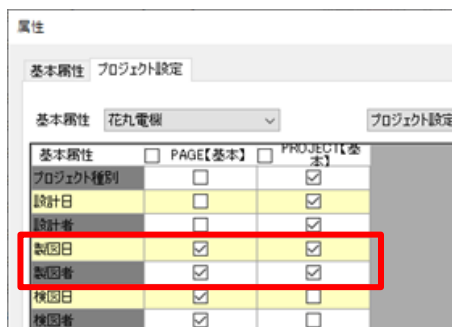 属性
基本属性 プロジェクト設定
基本属性 花丸電機 プロジェクト設定
基本属性 PAGE【基本】 PROJECT【基本】
プロジェクト種別
設計日
設計者
製図日
製図者
検図日
検図者